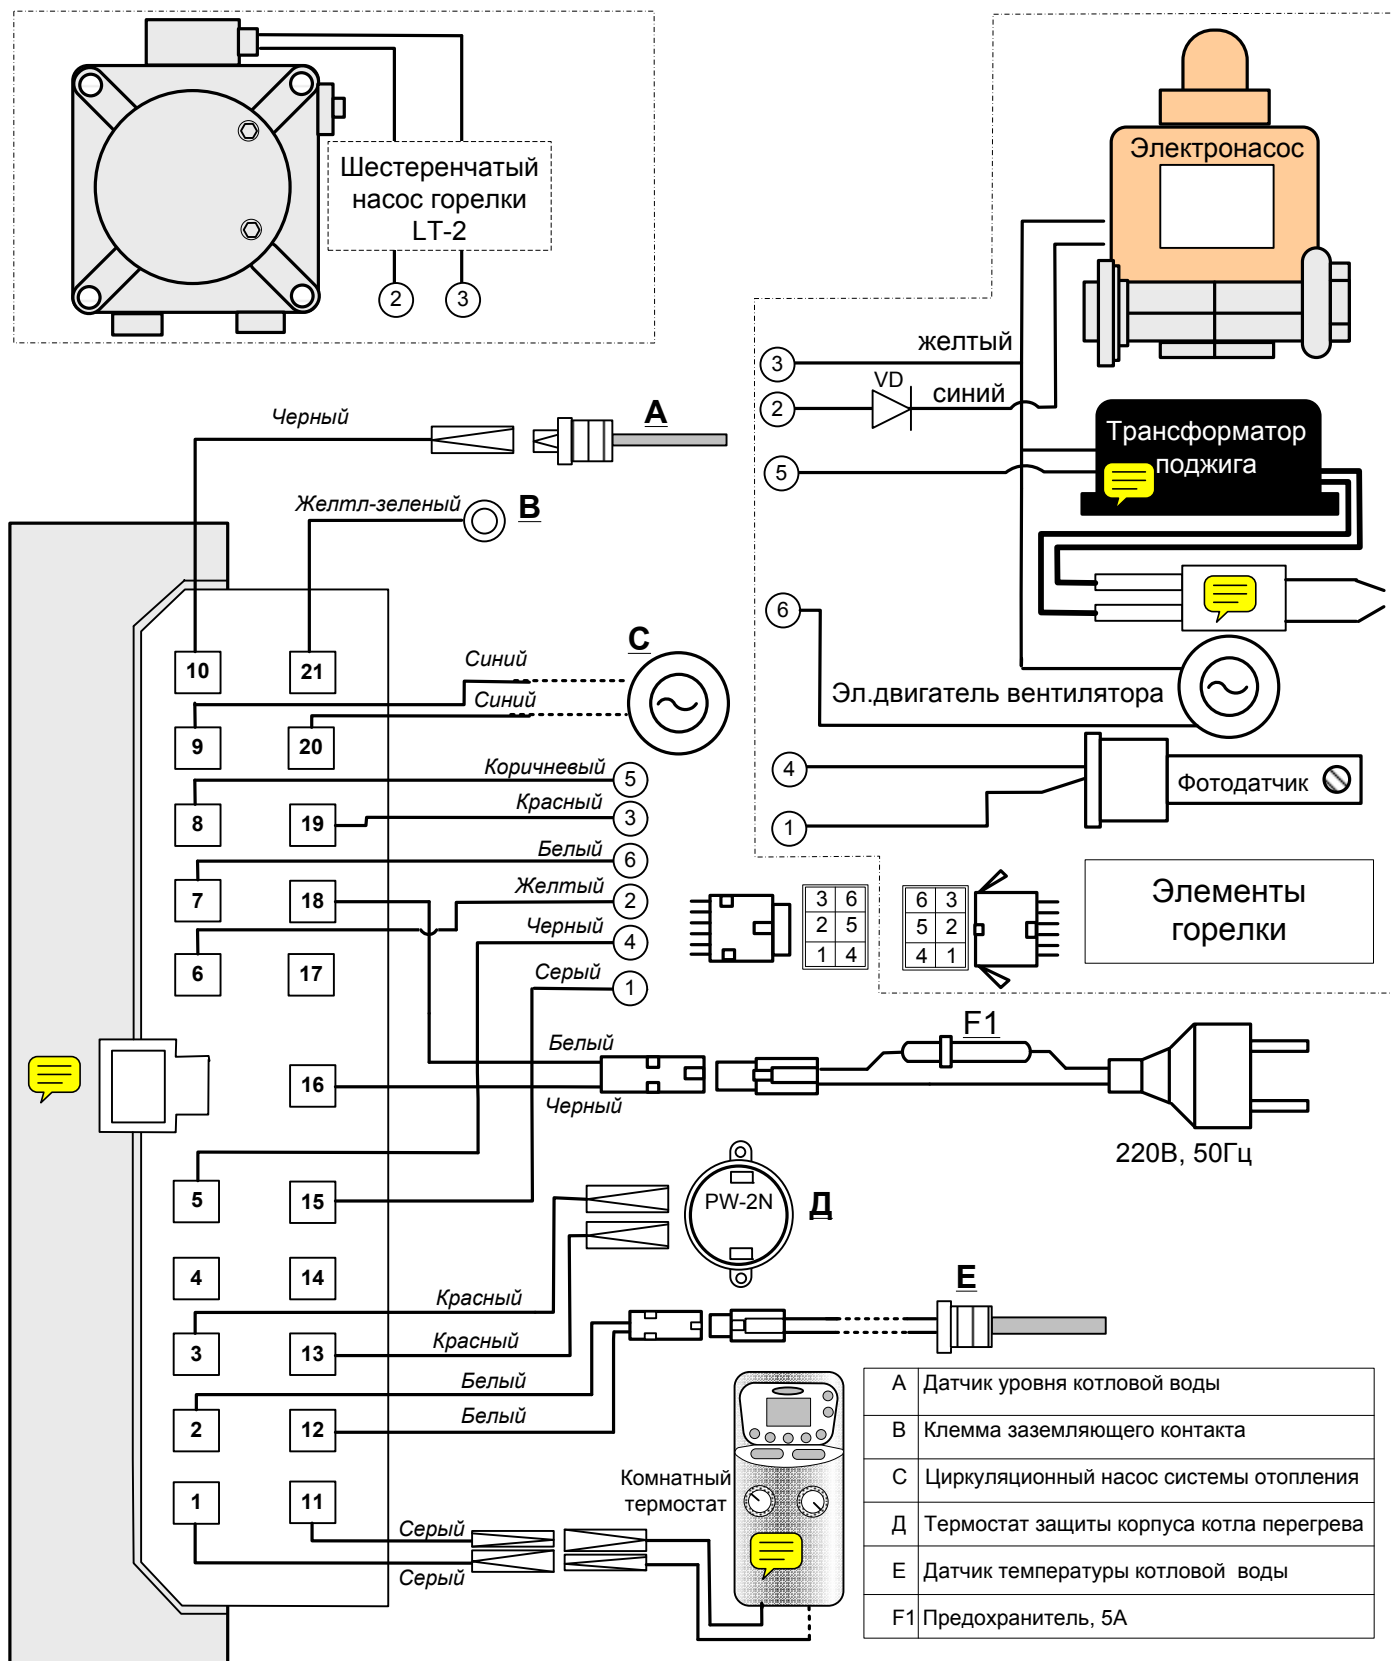 Шестеренчатый
насос горелки
LT-2
2
3
Электронасос
желтый
3
VD
синий
2
Трансформатор
поджига
5
6
Эл.двигатель вентилятора
4
Фотодатчик
1
Элементы
горелки
3 6
2 5
1 4
6 3
5 2
4 1
Черный
A
Желтл-зеленый
B
C
10
21
Синий
Синий
9
20
Коричневый
5
Красный
3
8
19
Белый
6
Желтый
2
7
18
Черный
4
6
17
Серый
1
F1
Белый
16
Черный
220В, 50Гц
5
15
PW-2N
Д
4
14
Красный
E
3
13
Красный
Белый
2
12
Белый
Комнатный
термостат
1
11
Серый
Серый
A Датчик уровня котловой воды
B Клемма заземляющего контакта
C Циркуляционный насос системы отопления
Д Термостат защиты корпуса котла перегрева
E Датчик температуры котловой воды
F1 Предохранитель, 5А